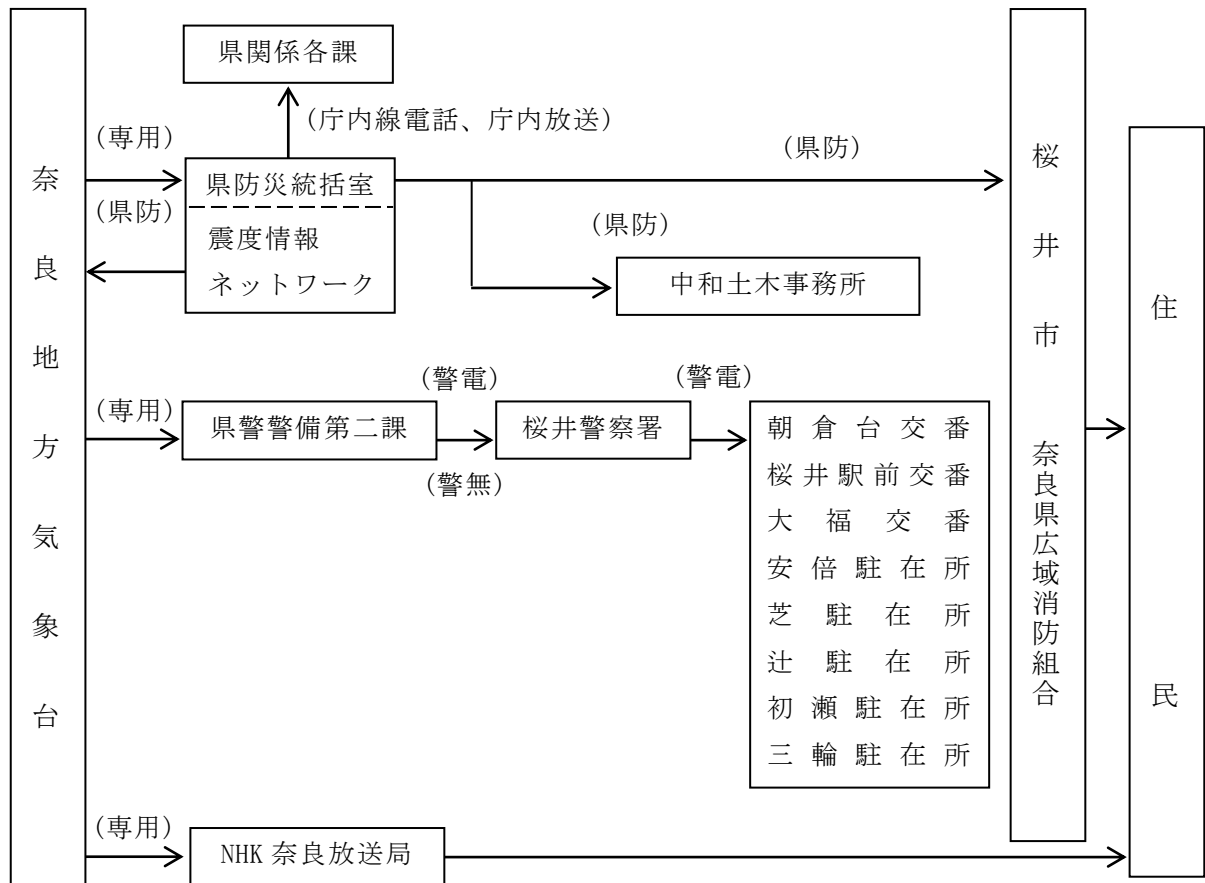 奈良地方気象台
県関係各課
(庁内線電話、庁内放送)
(専用)
(県防)
県防災統括室
震度情報
ネットワーク
(県防)
(県防)
中和土木事務所
(専用)
県警警備第二課
(警電)
(警無)
桜井警察署
(警電)
朝倉台交番
桜井駅前交番
大福交番
安倍駐在所
芝駐在所
辻駐在所
初瀬駐在所
三輪駐在所
(専用)
NHK 奈良放送局
桜井市 奈良県広域消防組合
住民